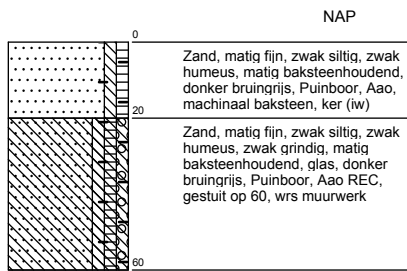 NAP
0
Zand, matig fijn, zwak siltig, zwak
humeus, matig baksteenhoudend,
donker bruingrijs, Puinboor, Aao,
machinaal baksteen, ker (iw)
20
Zand, matig fijn, zwak siltig, zwak
humeus, zwak grindig, matig
baksteenhoudend, glas, donker
bruingrijs, Puinboor, Aao REC,
gestuit op 60, wrs muurwerk
60